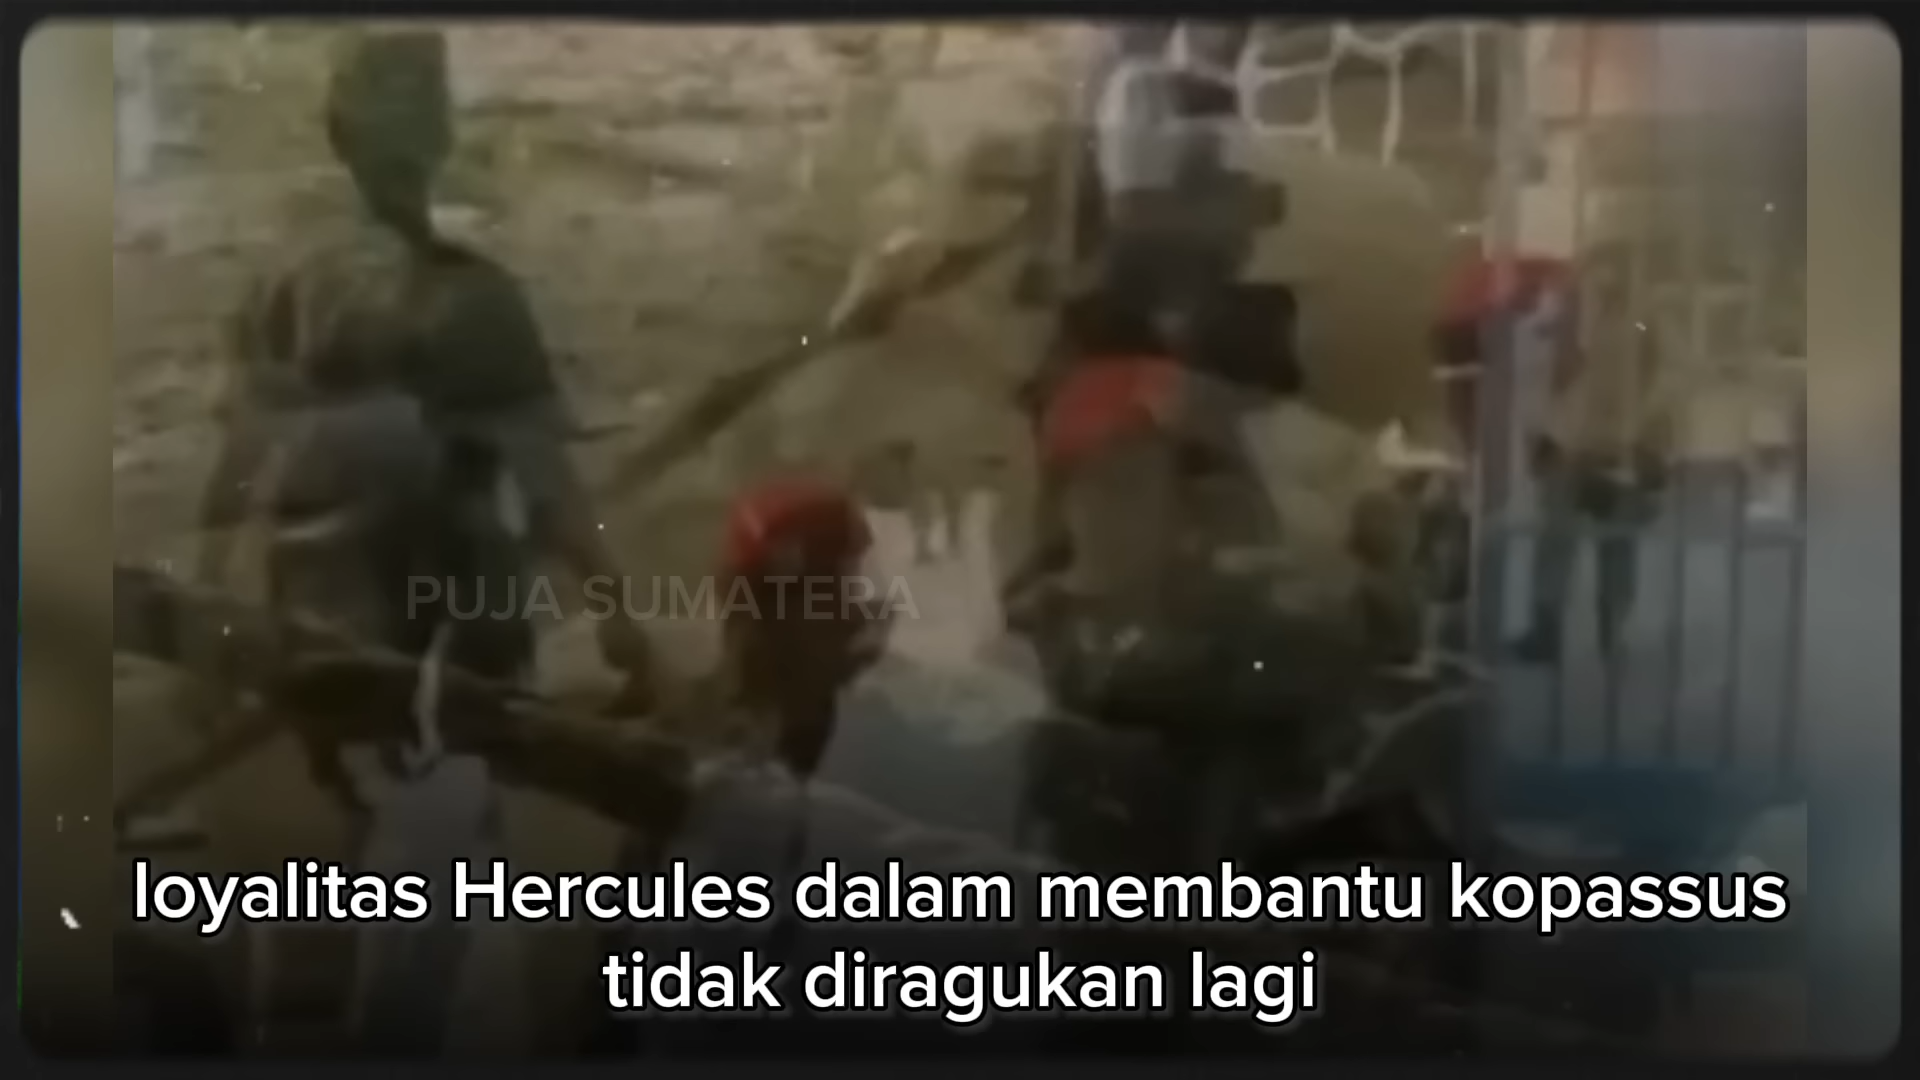 PUJA SUMATERA
loyalitas Hercules dalam membantu kopassus
tidak diragukan lagi